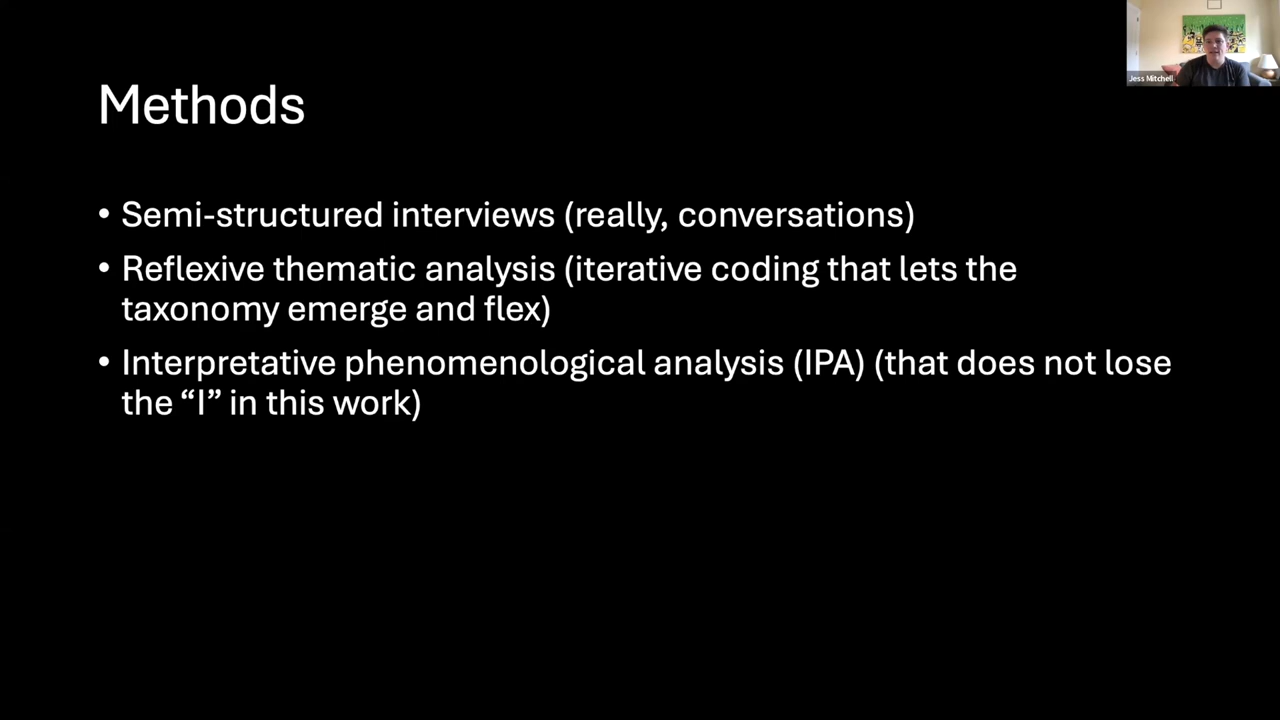 Jess Mitchell
Methods
• Semi-structured interviews (really, conversations)
• Reflexive thematic analysis (iterative coding that lets the
taxonomy emerge and flex)
• Interpretative phenomenological analysis (IPA) (that does not lose
the “I” in this work)